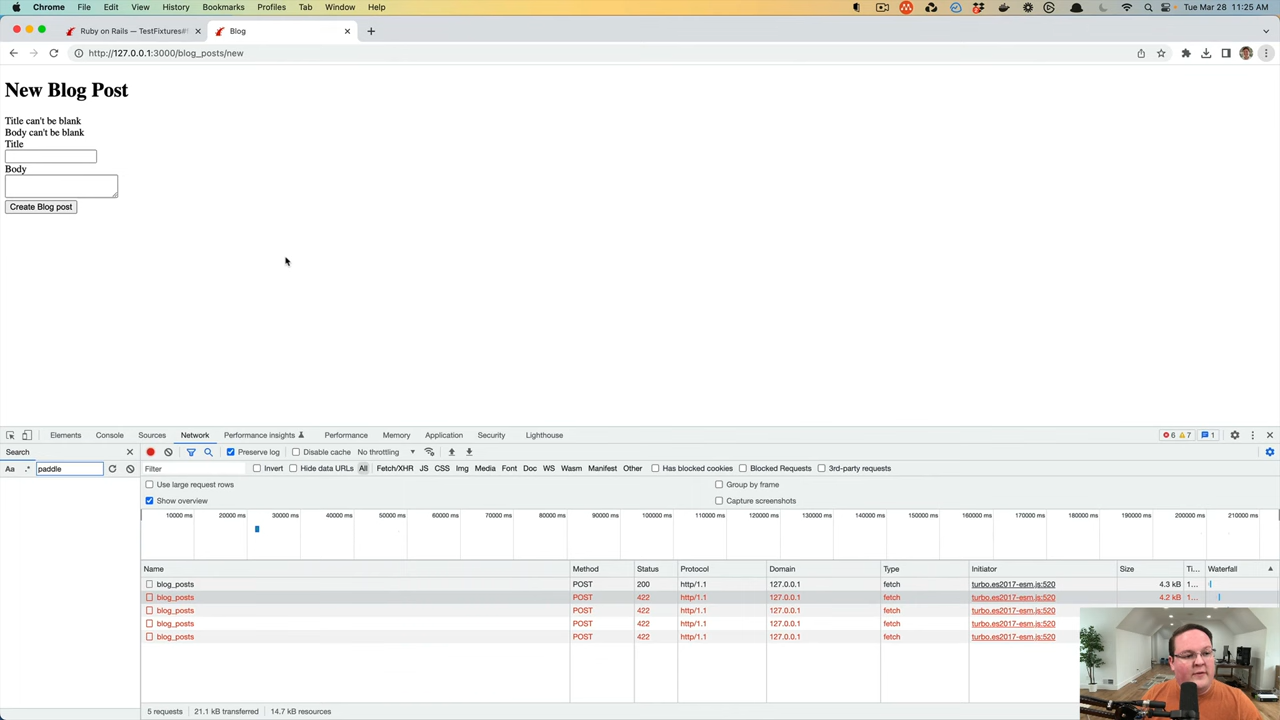 Chrome File Edit View History Bookmarks Profiles Tab Window Help Tue Mar 28 11:25 AM
Ruby on Rails — TestFixtures#
Blog
http://127.0.0.1:3000/blog_posts/new
New Blog Post
Title can't be blank
Body can't be blank
Title
Body
Create Blog post
Elements Console Sources Network Performance insights Performance Memory Application Security Lighthouse 6 7 1
Search
Preserve log Disable cache No throttling
Aa .* paddle
Filter Invert Hide data URLs All Fetch/XHR JS CSS Img Media Font Doc WS Wasm Manifest Other Has blocked cookies Blocked Requests 3rd-party requests
Use large request rows Group by frame
Show overview Capture screenshots
10000 ms 20000 ms 30000 ms 40000 ms 50000 ms 60000 ms 70000 ms 80000 ms 90000 ms 100000 ms 110000 ms 120000 ms 130000 ms 140000 ms 150000 ms 160000 ms 170000 ms 180000 ms 190000 ms 200000 ms 210000 ms
Name Method Status Protocol Domain Type Initiator Size Ti... Waterfall
blog_posts POST 200 http/1.1 127.0.0.1 fetch turbo.es2017-esm.js:520 4.3 kB 1...
blog_posts POST 422 http/1.1 127.0.0.1 fetch turbo.es2017-esm.js:520 4.2 kB 1...
blog_posts POST 422 http/1.1 127.0.0.1 fetch turbo.es2017-esm.js:520
blog_posts POST 422 http/1.1 127.0.0.1 fetch turbo.es2017-esm.js:520
blog_posts POST 422 http/1.1 127.0.0.1 fetch turbo.es2017-esm.js:520
5 requests 21.1 kB transferred 14.7 kB resources